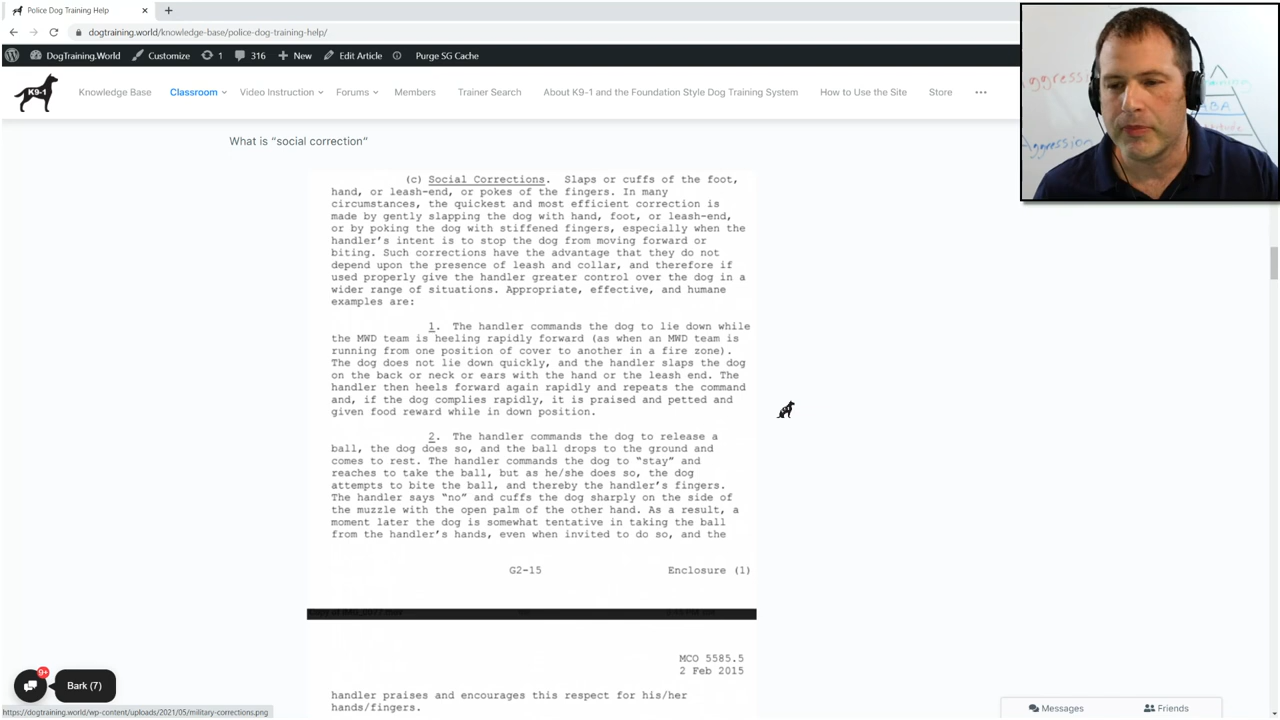 Police Dog Training Help
dogtraining.world/knowledge-base/police-dog-training-help/
DogTraining.World Customize 1 316 New Edit Article Purge SG Cache
K9-1 Knowledge Base Classroom Video Instruction Forums Members Trainer Search About K9-1 and the Foundation Style Dog Training System How to Use the Site Store
Aggress
ABA
Aggression
What is “social correction”
(c) Social Corrections. Slaps or cuffs of the foot,
hand, or leash-end, or pokes of the fingers. In many
circumstances, the quickest and most efficient correction is
made by gently slapping the dog with hand, foot, or leash-end,
or by poking the dog with stiffened fingers, especially when the
handler's intent is to stop the dog from moving forward or
biting. Such corrections have the advantage that they do not
depend upon the presence of leash and collar, and therefore if
used properly give the handler greater control over the dog in a
wider range of situations. Appropriate, effective, and humane
examples are:
1. The handler commands the dog to lie down while
the MWD team is heeling rapidly forward (as when an MWD team is
running from one position of cover to another in a fire zone).
The dog does not lie down quickly, and the handler slaps the dog
on the back or neck or ears with the hand or the leash end. The
handler then heels forward again rapidly and repeats the command
and, if the dog complies rapidly, it is praised and petted and
given food reward while in down position.
2. The handler commands the dog to release a
ball, the dog does so, and the ball drops to the ground and
comes to rest. The handler commands the dog to “stay” and
reaches to take the ball, but as he/she does so, the dog
attempts to bite the ball, and thereby the handler's fingers.
The handler says “no” and cuffs the dog sharply on the side of
the muzzle with the open palm of the other hand. As a result, a
moment later the dog is somewhat tentative in taking the ball
from the handler's hands, even when invited to do so, and the
G2-15 Enclosure (1)
MCO 5585.5
2 Feb 2015
handler praises and encourages this respect for his/her
hands/fingers.
9+
Bark (7)
Messages Friends
https://dogtraining.world/wp-content/uploads/2021/05/military-corrections.png